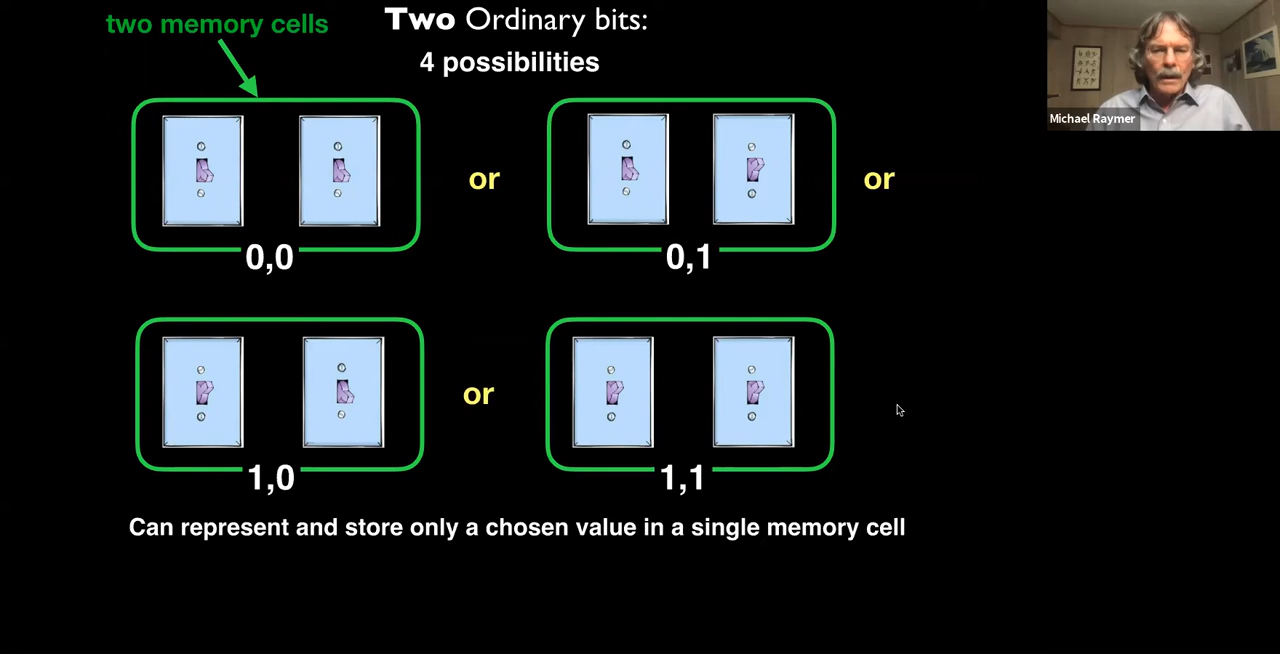 two memory cells
Two Ordinary bits:
4 possibilities
Michael Raymer
or
or
0,0
0,1
or
1,0
1,1
Can represent and store only a chosen value in a single memory cell